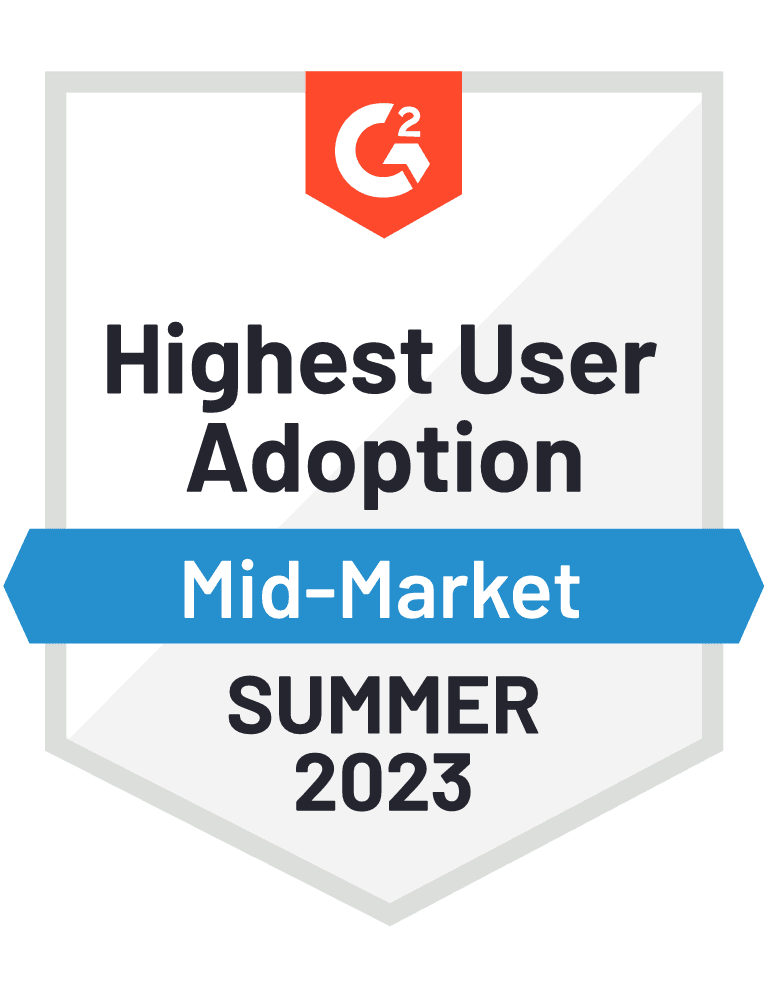 G2
Highest User
Adoption
Mid-Market
SUMMER
2023